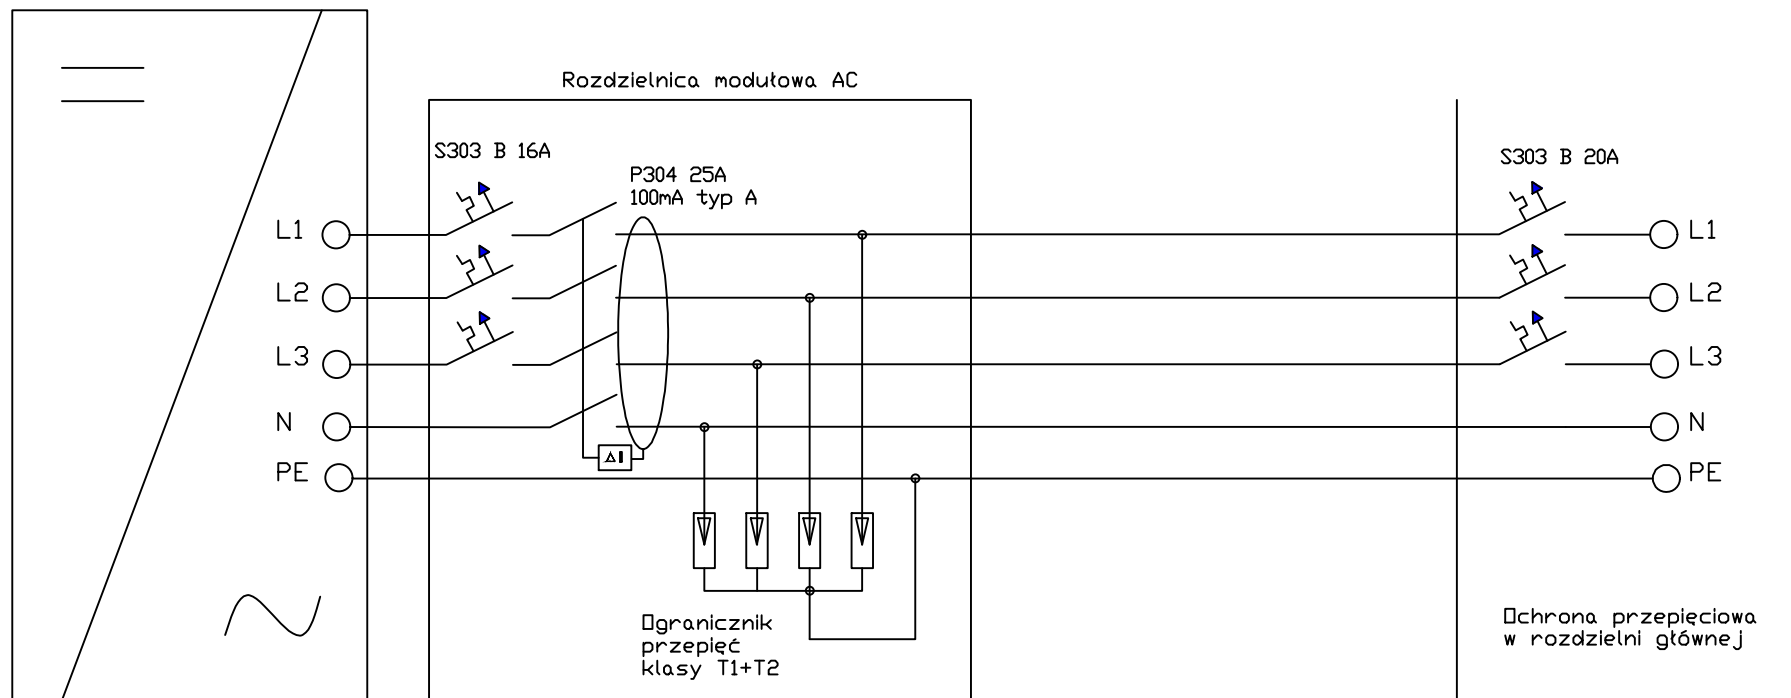 Rozdzielnica modułowa AC
S303 B 16A
P304 25A
100mA typ A
S303 B 20A
L1
L1
L2
L2
L3
L3
N
N
PE
PE
ΔI
Ogranicznik
przepięć
klasy T1+T2
Ochrona przepięciowa
w rozdzielni głównej